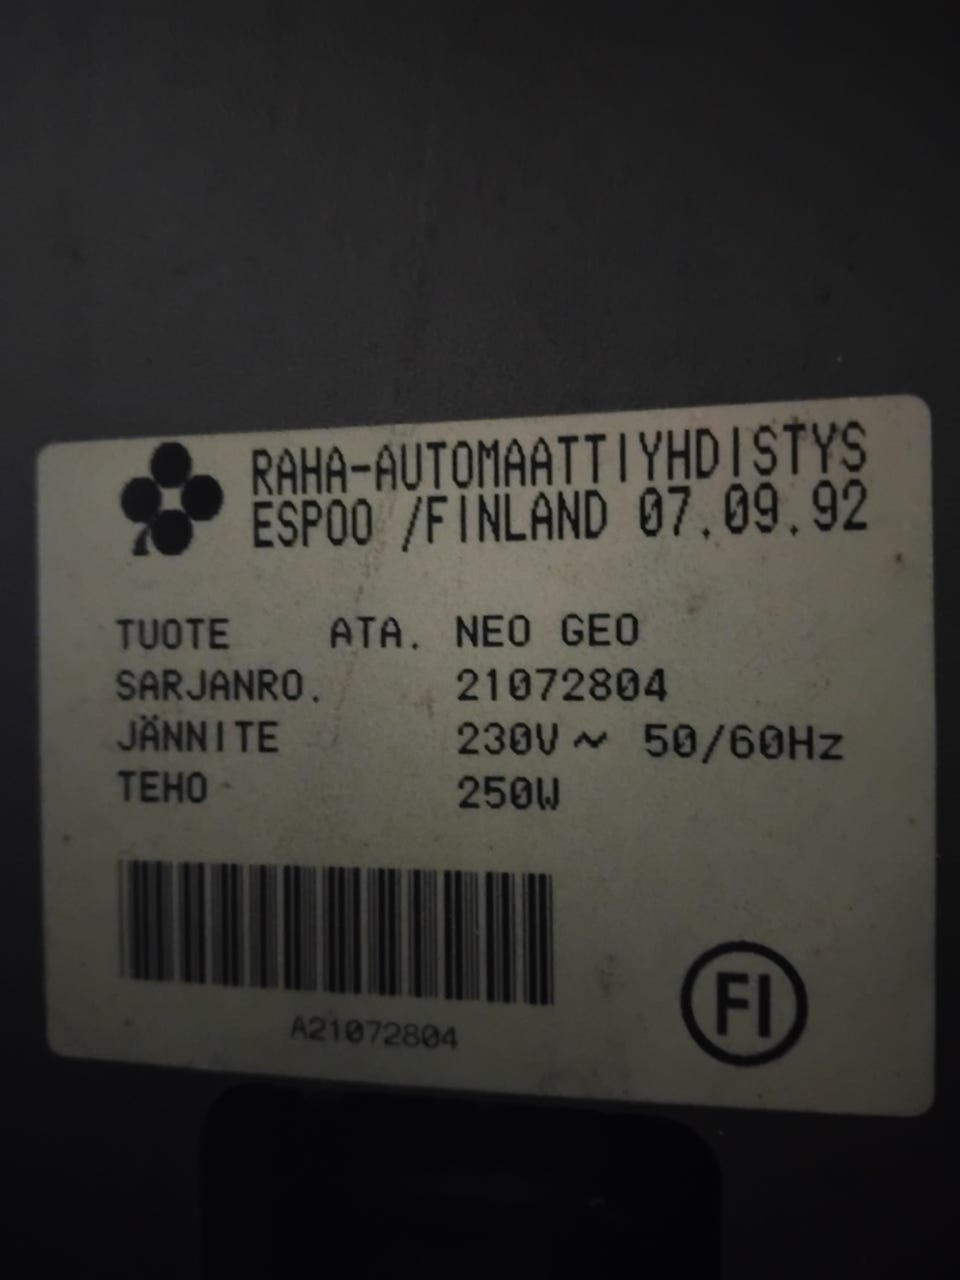 RAHA-AUTOMAATTIYHDISTYS
ESPOO /FINLAND 07.09.92
TUOTE ATA. NEO GEO
SARJANRO. 21072804
JÄNNITE 230V ~ 50/60Hz
TEHO 250W
A21072804
FI